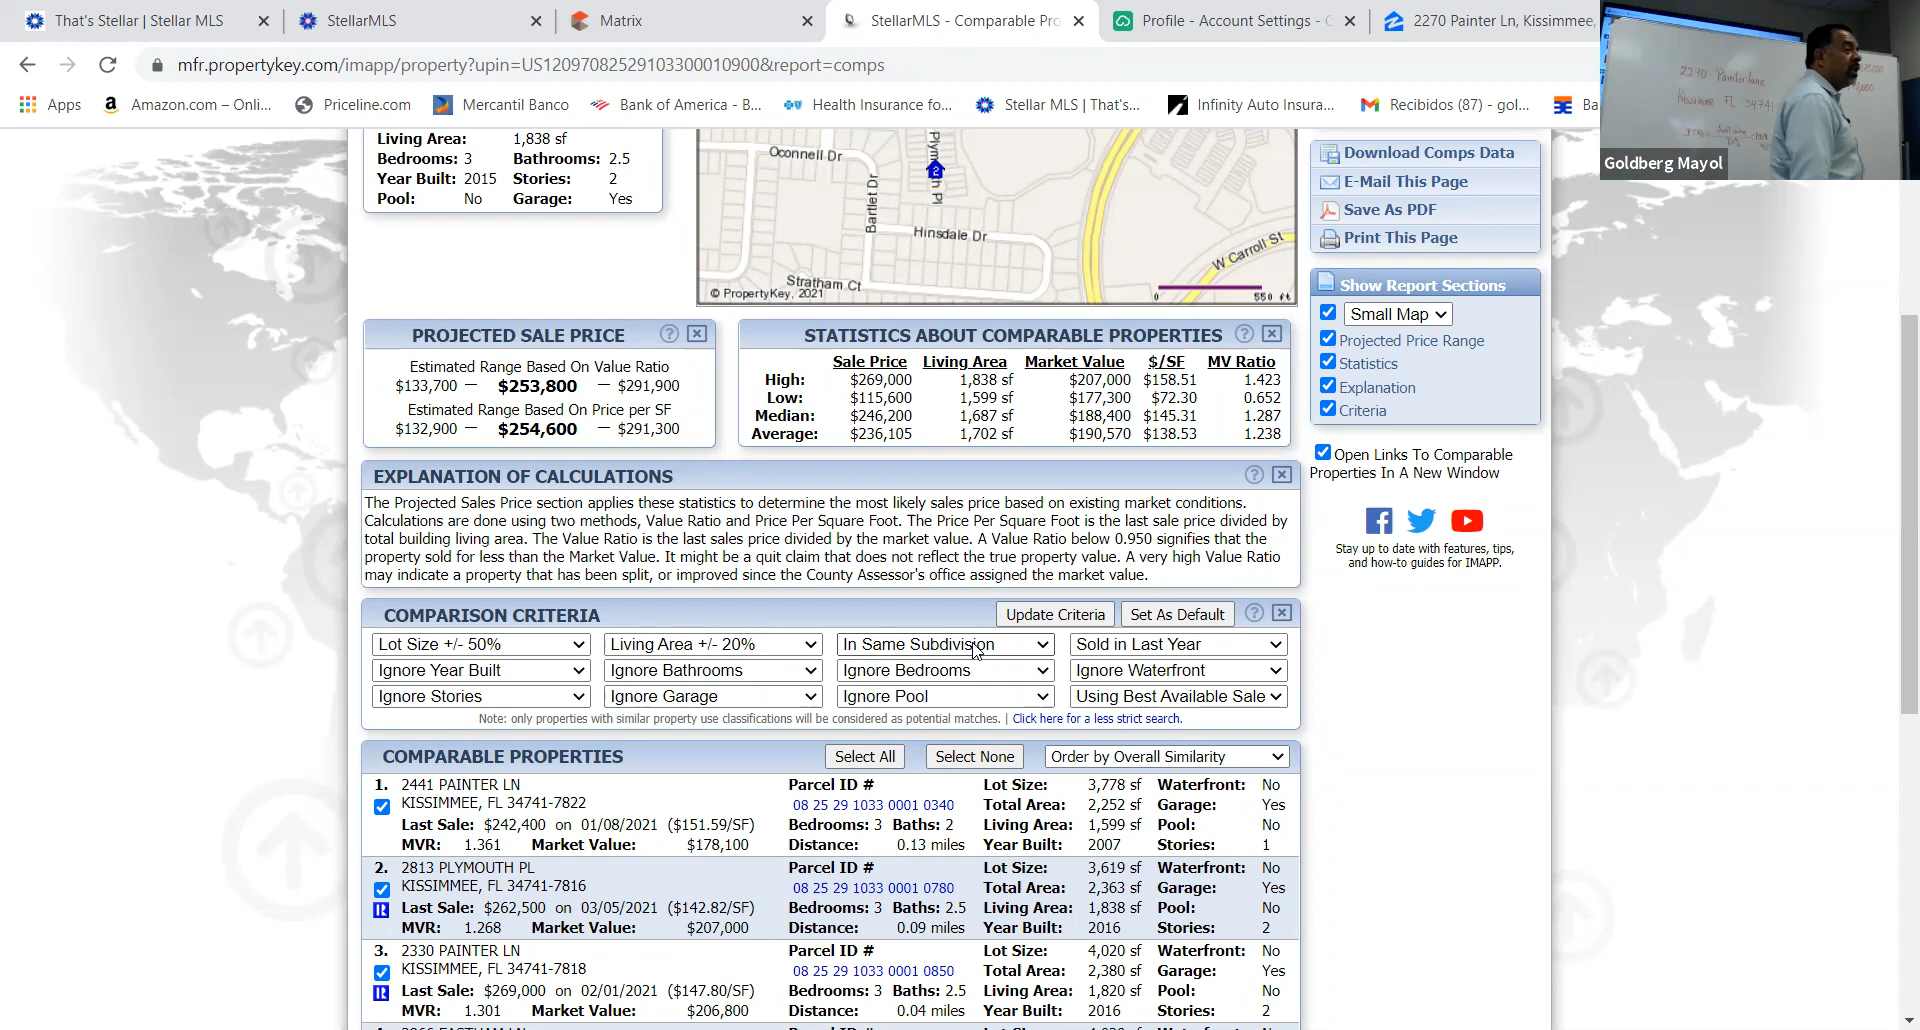 That's Stellar | Stellar MLS
StellarMLS
Matrix
StellarMLS - Comparable Pro
Profile - Account Settings - C
2270 Painter Ln, Kissimmee,
mfr.propertykey.com/imapp/property?upin=US12097082529103300010900&report=comps
Apps
Amazon.com – Onli...
Priceline.com
Mercantil Banco
Bank of America - B...
Health Insurance fo...
Stellar MLS | That's...
Infinity Auto Insura...
Recibidos (87) - gol...
Ba
2270 Painter lane
FL 34741
Goldberg Mayol
Living Area: 1,838 sf
Bedrooms: 3 Bathrooms: 2.5
Year Built: 2015 Stories: 2
Pool: No Garage: Yes
Oconnell Dr
Bartlet Dr
2
Hinsdale Dr
W Carroll St
Stratham Ct
© PropertyKey, 2021
0 550 ft
Download Comps Data
E-Mail This Page
Save As PDF
Print This Page
Show Report Sections
Small Map
Projected Price Range
Statistics
Explanation
Criteria
Open Links To Comparable
Properties In A New Window
Stay up to date with features, tips,
and how-to guides for IMAPP.
PROJECTED SALE PRICE
Estimated Range Based On Value Ratio
$133,700 — $253,800 — $291,900
Estimated Range Based On Price per SF
$132,900 — $254,600 — $291,300
STATISTICS ABOUT COMPARABLE PROPERTIES
Sale Price Living Area Market Value $/SF MV Ratio
High: $269,000 1,838 sf $207,000 $158.51 1.423
Low: $115,600 1,599 sf $177,300 $72.30 0.652
Median: $246,200 1,687 sf $188,400 $145.31 1.287
Average: $236,105 1,702 sf $190,570 $138.53 1.238
EXPLANATION OF CALCULATIONS
The Projected Sales Price section applies these statistics to determine the most likely sales price based on existing market conditions.
Calculations are done using two methods, Value Ratio and Price Per Square Foot. The Price Per Square Foot is the last sale price divided by
total building living area. The Value Ratio is the last sales price divided by the market value. A Value Ratio below 0.950 signifies that the
property sold for less than the Market Value. It might be a quit claim that does not reflect the true property value. A very high Value Ratio
may indicate a property that has been split, or improved since the County Assessor's office assigned the market value.
COMPARISON CRITERIA Update Criteria Set As Default
Lot Size +/- 50% Living Area +/- 20% In Same Subdivision Sold in Last Year
Ignore Year Built Ignore Bathrooms Ignore Bedrooms Ignore Waterfront
Ignore Stories Ignore Garage Ignore Pool Using Best Available Sale
Note: only properties with similar property use classifications will be considered as potential matches. | Click here for a less strict search.
COMPARABLE PROPERTIES Select All Select None Order by Overall Similarity
1. 2441 PAINTER LN Parcel ID # Lot Size: 3,778 sf Waterfront: No
KISSIMMEE, FL 34741-7822 08 25 29 1033 0001 0340 Total Area: 2,252 sf Garage: Yes
Last Sale: $242,400 on 01/08/2021 ($151.59/SF) Bedrooms: 3 Baths: 2 Living Area: 1,599 sf Pool: No
MVR: 1.361 Market Value: $178,100 Distance: 0.13 miles Year Built: 2007 Stories: 1
2. 2813 PLYMOUTH PL Parcel ID # Lot Size: 3,619 sf Waterfront: No
KISSIMMEE, FL 34741-7816 08 25 29 1033 0001 0780 Total Area: 2,363 sf Garage: Yes
Last Sale: $262,500 on 03/05/2021 ($142.82/SF) Bedrooms: 3 Baths: 2.5 Living Area: 1,838 sf Pool: No
MVR: 1.268 Market Value: $207,000 Distance: 0.09 miles Year Built: 2016 Stories: 2
3. 2330 PAINTER LN Parcel ID # Lot Size: 4,020 sf Waterfront: No
KISSIMMEE, FL 34741-7818 08 25 29 1033 0001 0850 Total Area: 2,380 sf Garage: Yes
Last Sale: $269,000 on 02/01/2021 ($147.80/SF) Bedrooms: 3 Baths: 2.5 Living Area: 1,820 sf Pool: No
MVR: 1.301 Market Value: $206,800 Distance: 0.04 miles Year Built: 2016 Stories: 2